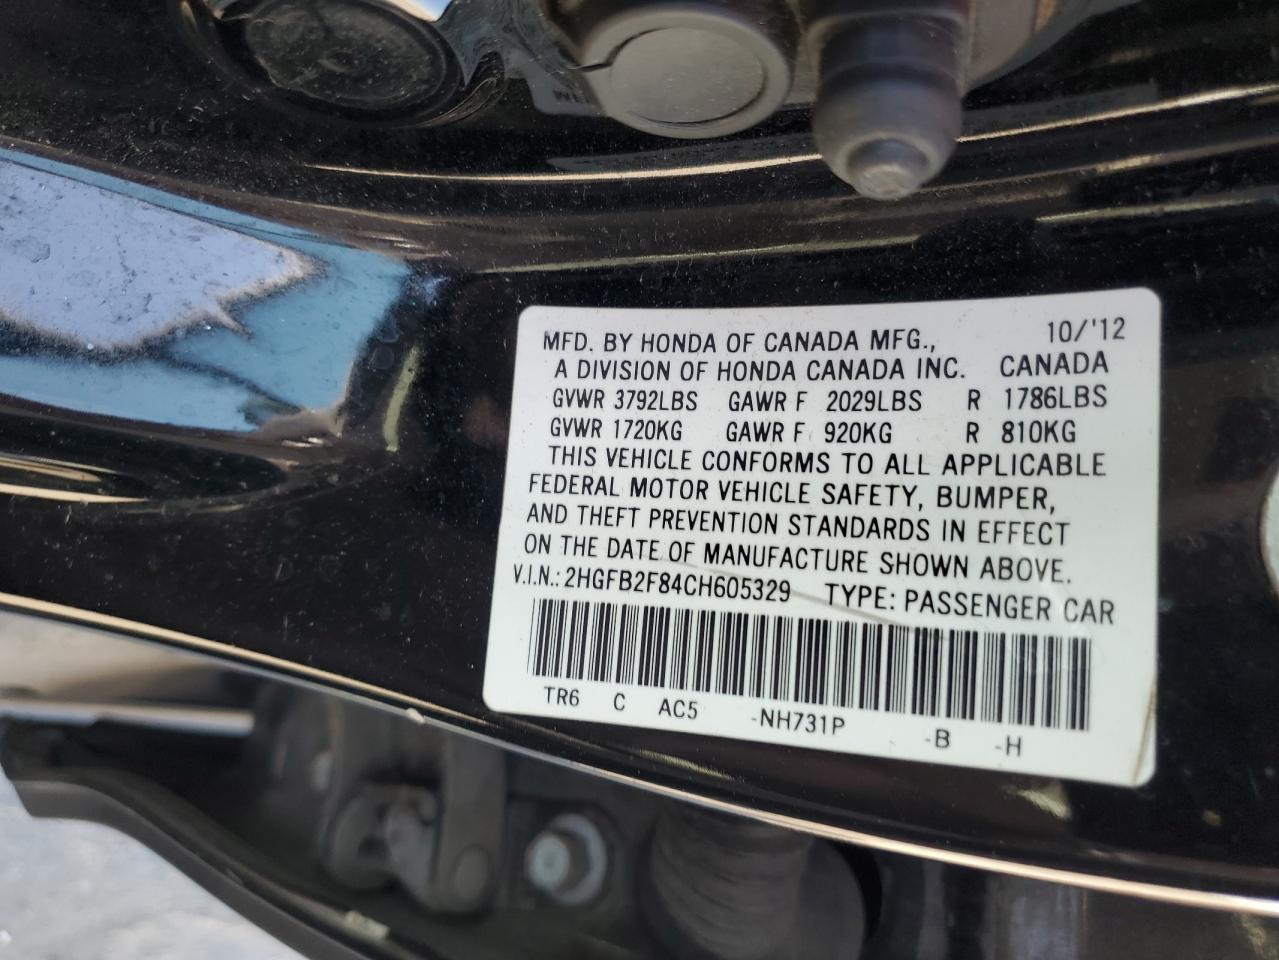 MFD. BY HONDA OF CANADA MFG., 10/'12
A DIVISION OF HONDA CANADA INC. CANADA
GVWR 3792LBS GAWR F 2029LBS R 1786LBS
GVWR 1720KG GAWR F 920KG R 810KG
THIS VEHICLE CONFORMS TO ALL APPLICABLE
FEDERAL MOTOR VEHICLE SAFETY, BUMPER,
AND THEFT PREVENTION STANDARDS IN EFFECT
ON THE DATE OF MANUFACTURE SHOWN ABOVE.
V.I.N.: 2HGFB2F84CH605329 TYPE: PASSENGER CAR
TR6 C AC5 -NH731P -B -H